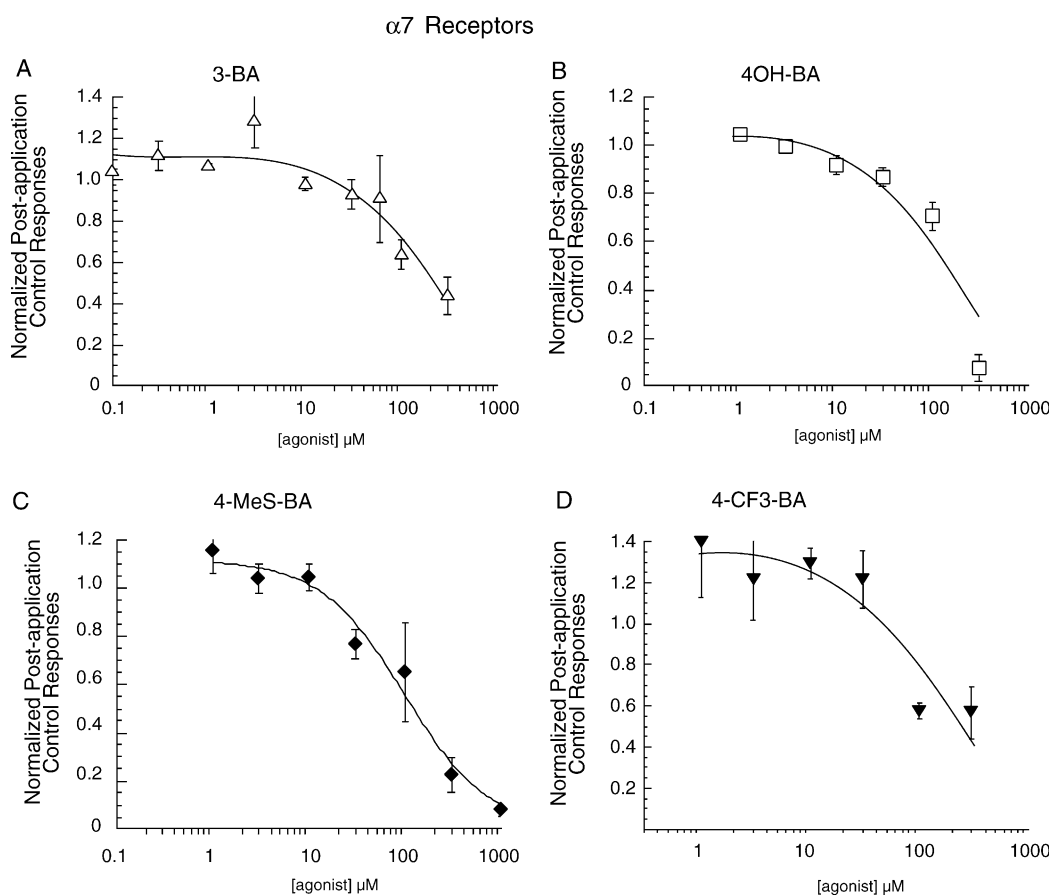 α7 Receptors
A
3-BA
Normalized Post-application
Control Responses
1.4
1.2
1.0
0.8
0.6
0.4
0.2
0
0.1
1
10
100
1000
[agonist] µM
B
4OH-BA
Normalized Post-application
Control Responses
1.2
1.0
0.8
0.6
0.4
0.2
0
0.1
1
10
100
1000
[agonist] µM
C
4-MeS-BA
Normalized Post-application
Control Responses
1.2
1.0
0.8
0.6
0.4
0.2
0
0.1
1
10
100
1000
[agonist] µM
D
4-CF3-BA
Normalized Post-application
Control Responses
1.4
1.2
1.0
0.8
0.6
0.4
0.2
1
10
100
1000
[agonist] µM